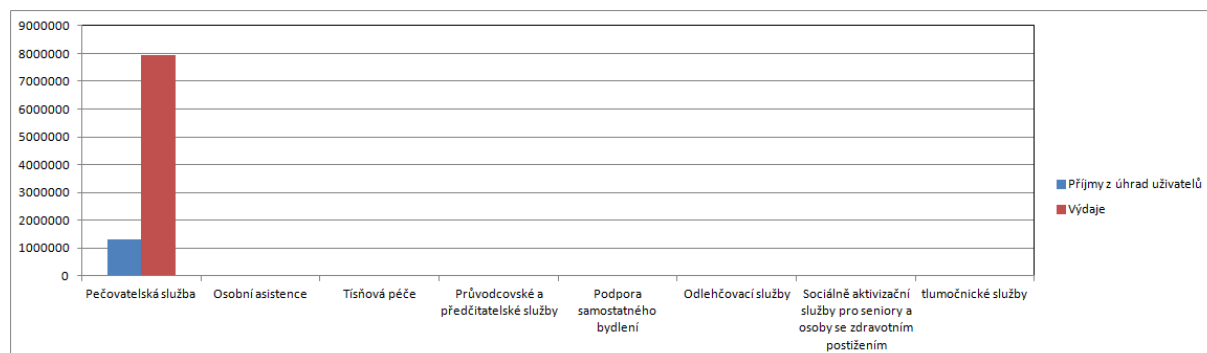 9000000
8000000
7000000
6000000
5000000
4000000
3000000
2000000
1000000
0
Pečovatelská služba
Osobní asistence
Tísňová péče
Průvodcovské a
předčitatelské služby
Podpora
samostatného
bydlení
Odlehčovací služby
Sociálně aktivizační
služby pro seniory a
osoby se zdravotním
postižením
tlumočnické služby
Příjmy z úhrad uživatelů
Výdaje